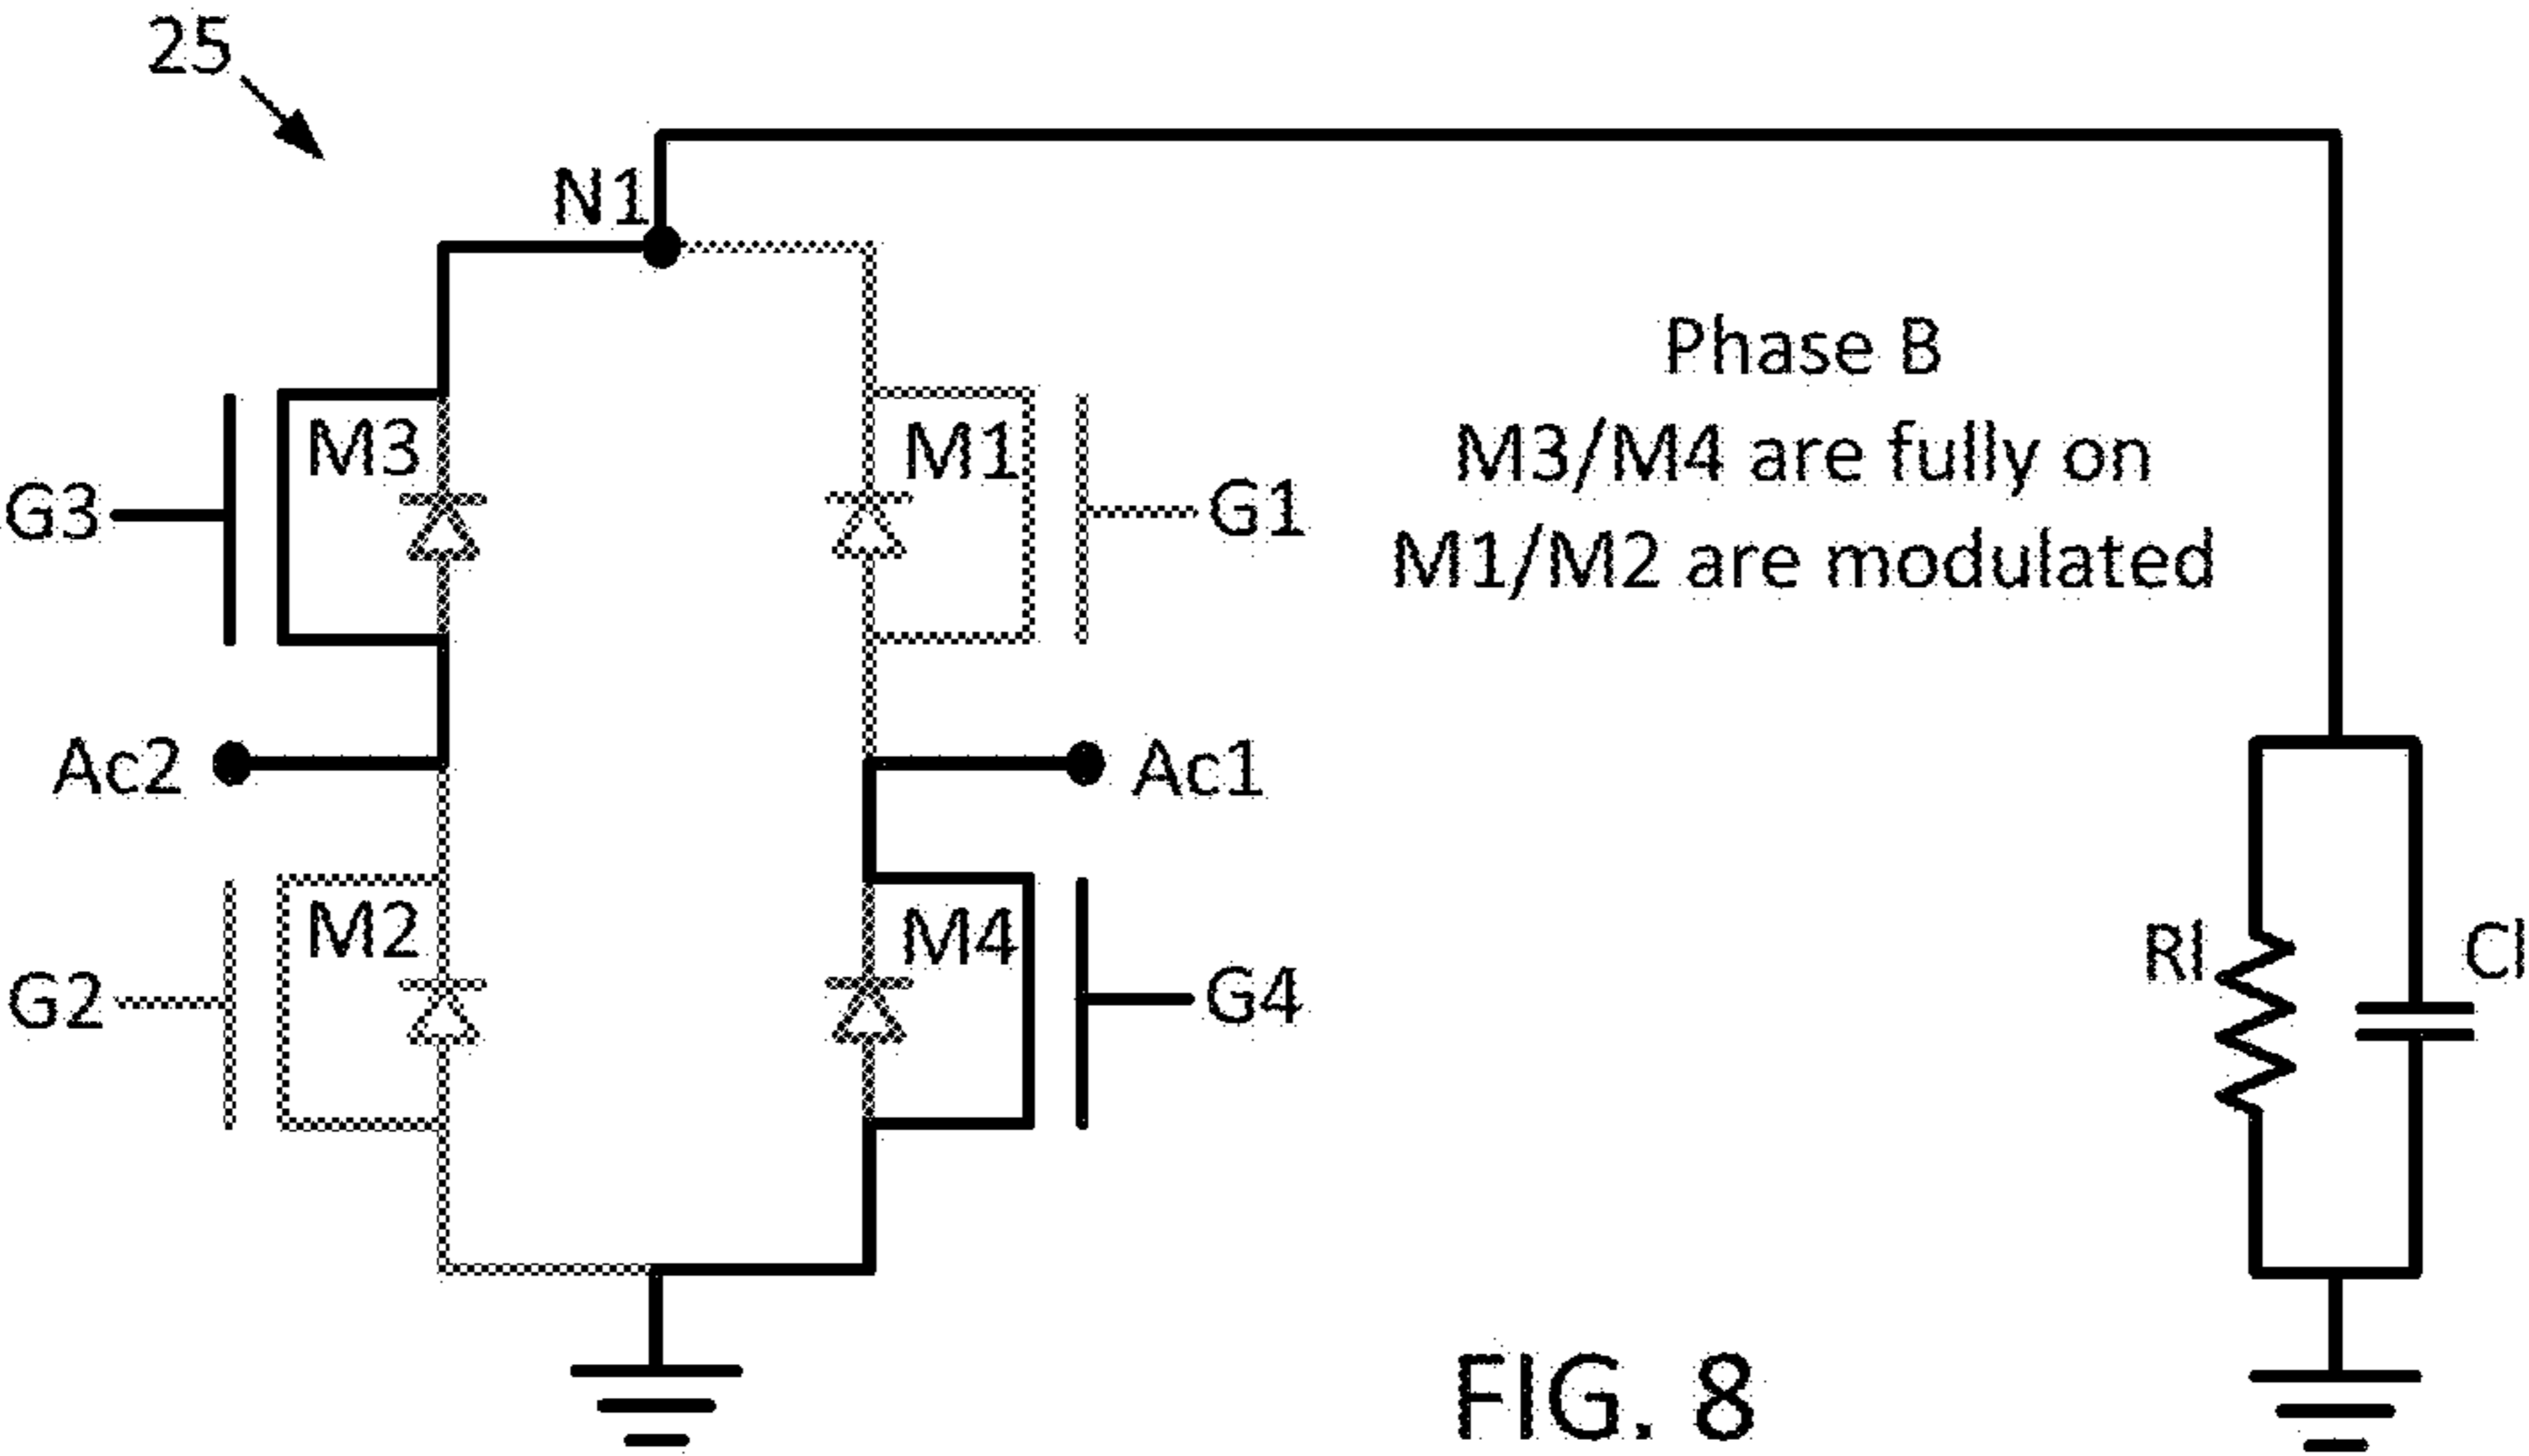 25
N1
Phase B
M3/M4 are fully on
M1/M2 are modulated
M3
M1
G3
G1
Ac2
Ac1
M2
M4
G2
G4
Rl
Cl
FIG. 8